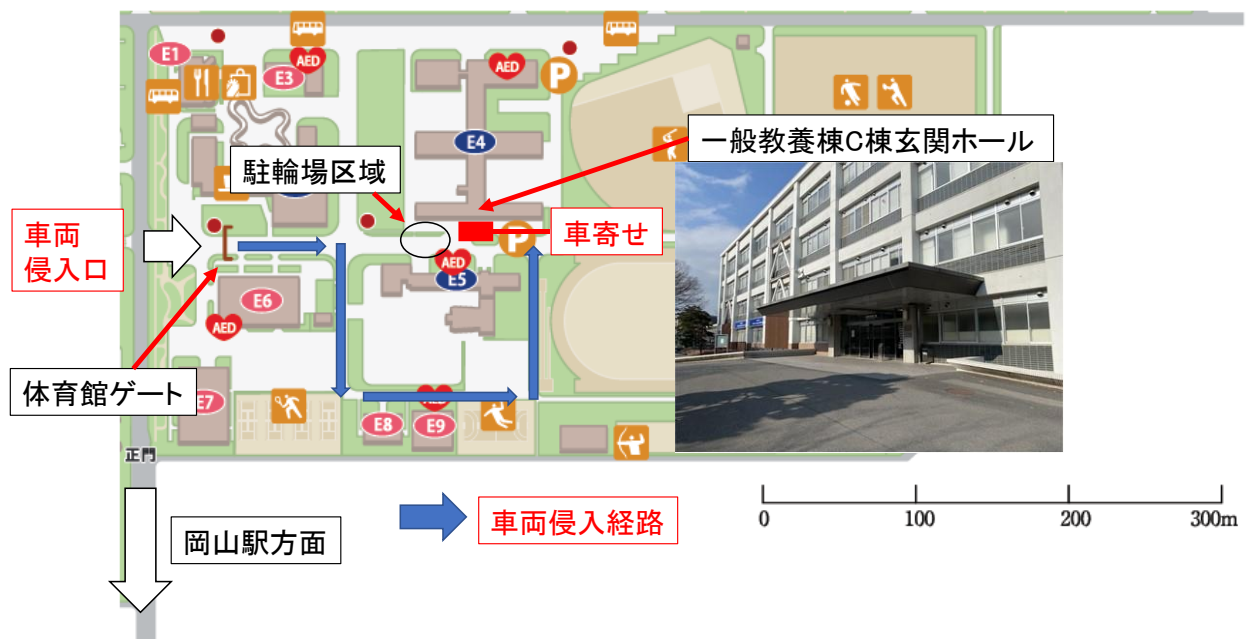 E1
E3
AED
AED
P
E4
一般教養棟C棟玄関ホール
駐輪場区域
車両
侵入口
車寄せ
P
AED
E5
E6
AED
体育館ゲート
E7
AED
E8
E9
正門
岡山駅方面
車両侵入経路
0
100
200
300m